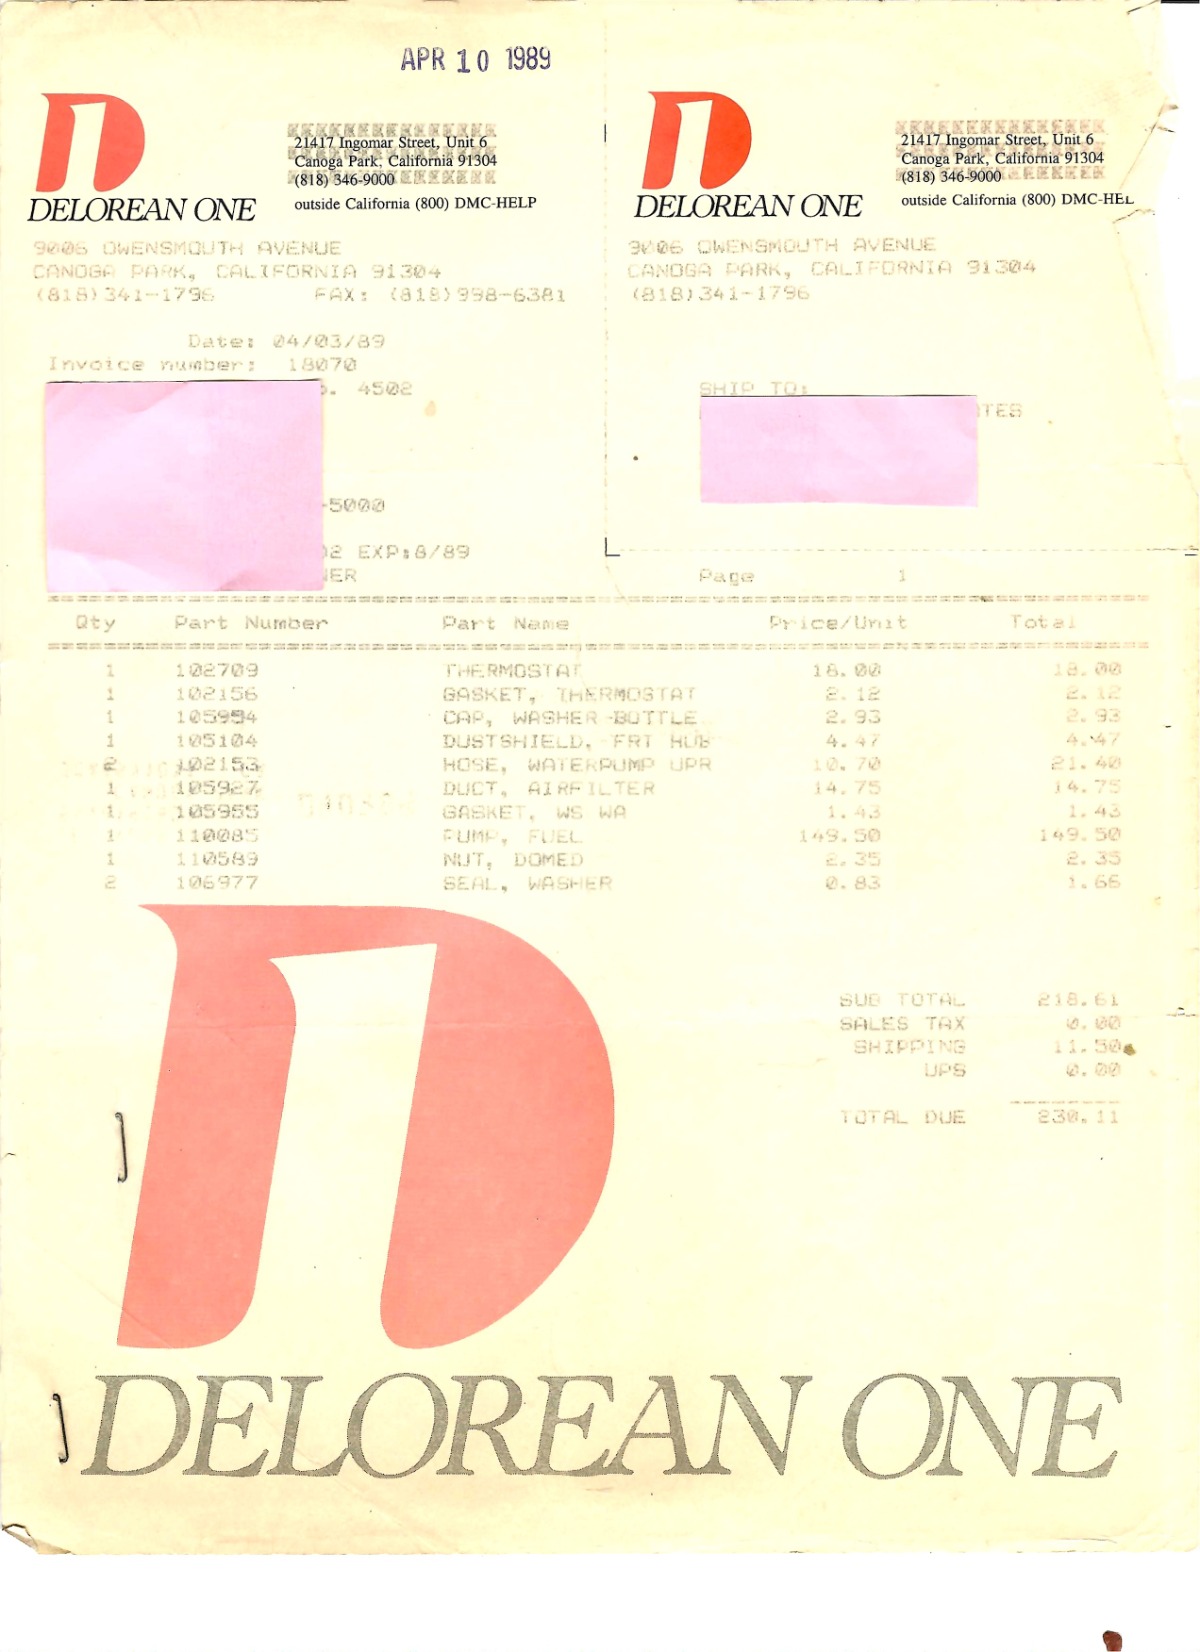 APR 10 1989
21417 Ingomar Street, Unit 6
Canoga Park, California 91304
(818) 346-9000
outside California (800) DMC-HELP
DELOREAN ONE
9006 OWENSMOUTH AVENUE
CANOGA PARK, CALIFORNIA 91304
(818)341-1796 FAX: (818)998-6381
Date: 04/03/89
Invoice number: 18070
. 4502
-5000
02 EXP:8/89
ER
21417 Ingomar Street, Unit 6
Canoga Park, California 91304
(818) 346-9000
outside California (800) DMC-HEL
DELOREAN ONE
9006 OWENSMOUTH AVENUE
CANOGA PARK, CALIFORNIA 91304
(818)341-1796
SHIP TO:
TES
Page 1
Qty Part Number Part Name Price/Unit Total
1 102709 THERMOSTAT 18.00 18.00
1 102156 GASKET, THERMOSTAT 2.12 2.12
1 105994 CAP, WASHER BOTTLE 2.93 2.93
1 105104 DUSTSHIELD, FRT HUB 4.47 4.47
2 102153 HOSE, WATERPUMP UPR 10.70 21.40
1 105927 DUCT, AIRFILTER 14.75 14.75
1 105955 GASKET, WS WA 1.43 1.43
1 110085 PUMP, FUEL 149.50 149.50
1 110589 NUT, DOMED 2.35 2.35
2 106977 SEAL, WASHER 0.83 1.66
SUB TOTAL 218.61
SALES TAX 0.00
SHIPPING 11.50
UPS 0.00
TOTAL DUE 230.11
DELOREAN ONE